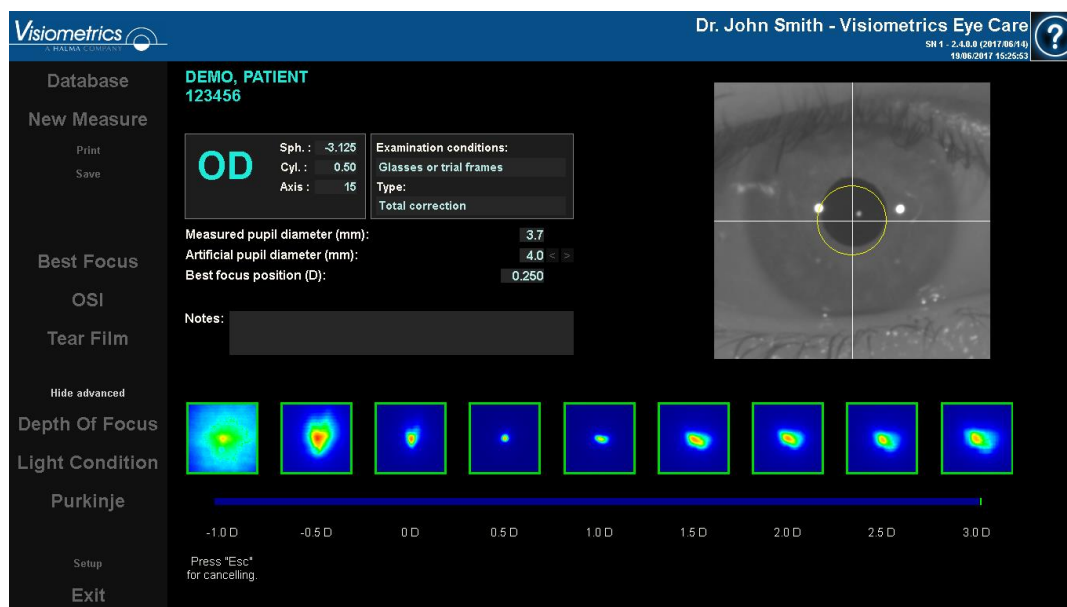 Visiometrics
A HALMA COMPANY
Dr. John Smith - Visiometrics Eye Care
SN 1 - 2.4.0.0 (2017/06/14)
19/06/2017 15:25:53
?
Database
New Measure
Print
Save
Best Focus
OSI
Tear Film
Hide advanced
Depth Of Focus
Light Condition
Purkinje
Setup
Exit
DEMO, PATIENT
123456
OD
Sph. : -3.125
Cyl. : 0.50
Axis : 15
Examination conditions:
Glasses or trial frames
Type:
Total correction
Measured pupil diameter (mm): 3.7
Artificial pupil diameter (mm): 4.0 < >
Best focus position (D): 0.250
Notes:
-1.0 D -0.5 D 0 D 0.5 D 1.0 D 1.5 D 2.0 D 2.5 D 3.0 D
Press "Esc"
for cancelling.